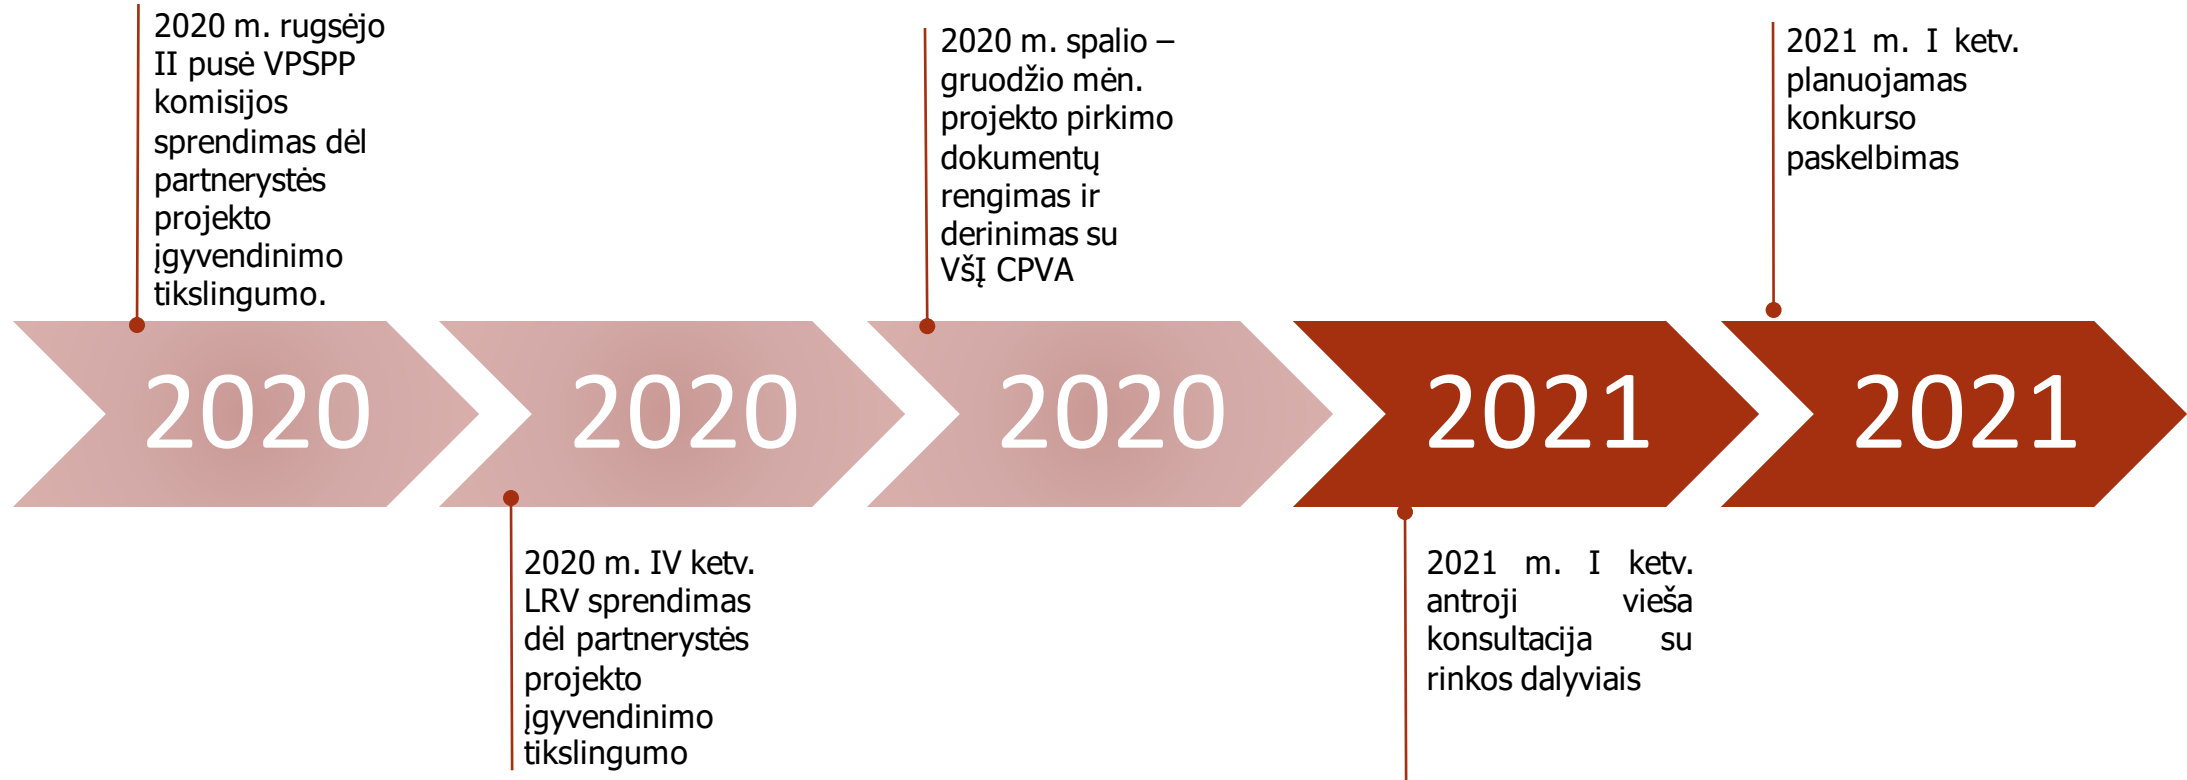 2020 m. rugsėjo
II pusė VPSPP
komisijos
sprendimas dėl
partnerystės
projekto
įgyvendinimo
tikslingumo.
2020 m. spalio –
gruodžio mėn.
projekto pirkimo
dokumentų
rengimas ir
derinimas su
VšĮ CPVA
2021 m. I ketv.
planuojamas
konkurso
paskelbimas
2020
2020
2020
2021
2021
2020 m. IV ketv.
LRV sprendimas
dėl partnerystės
projekto
įgyvendinimo
tikslingumo
2021 m. I ketv.
antroji vieša
konsultacija su
rinkos dalyviais